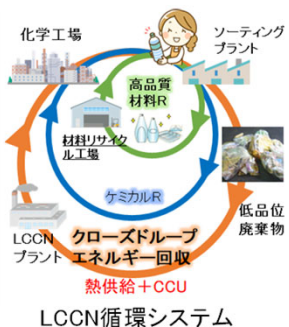 化学工場
ソーティング
プラント
高品質
材料R
材料リサイク
ル工場
ケミカルR
低品位
廃棄物
LCCN
プラント
クローズドループ
エネルギー回収
熱供給＋CCU
LCCN循環システム